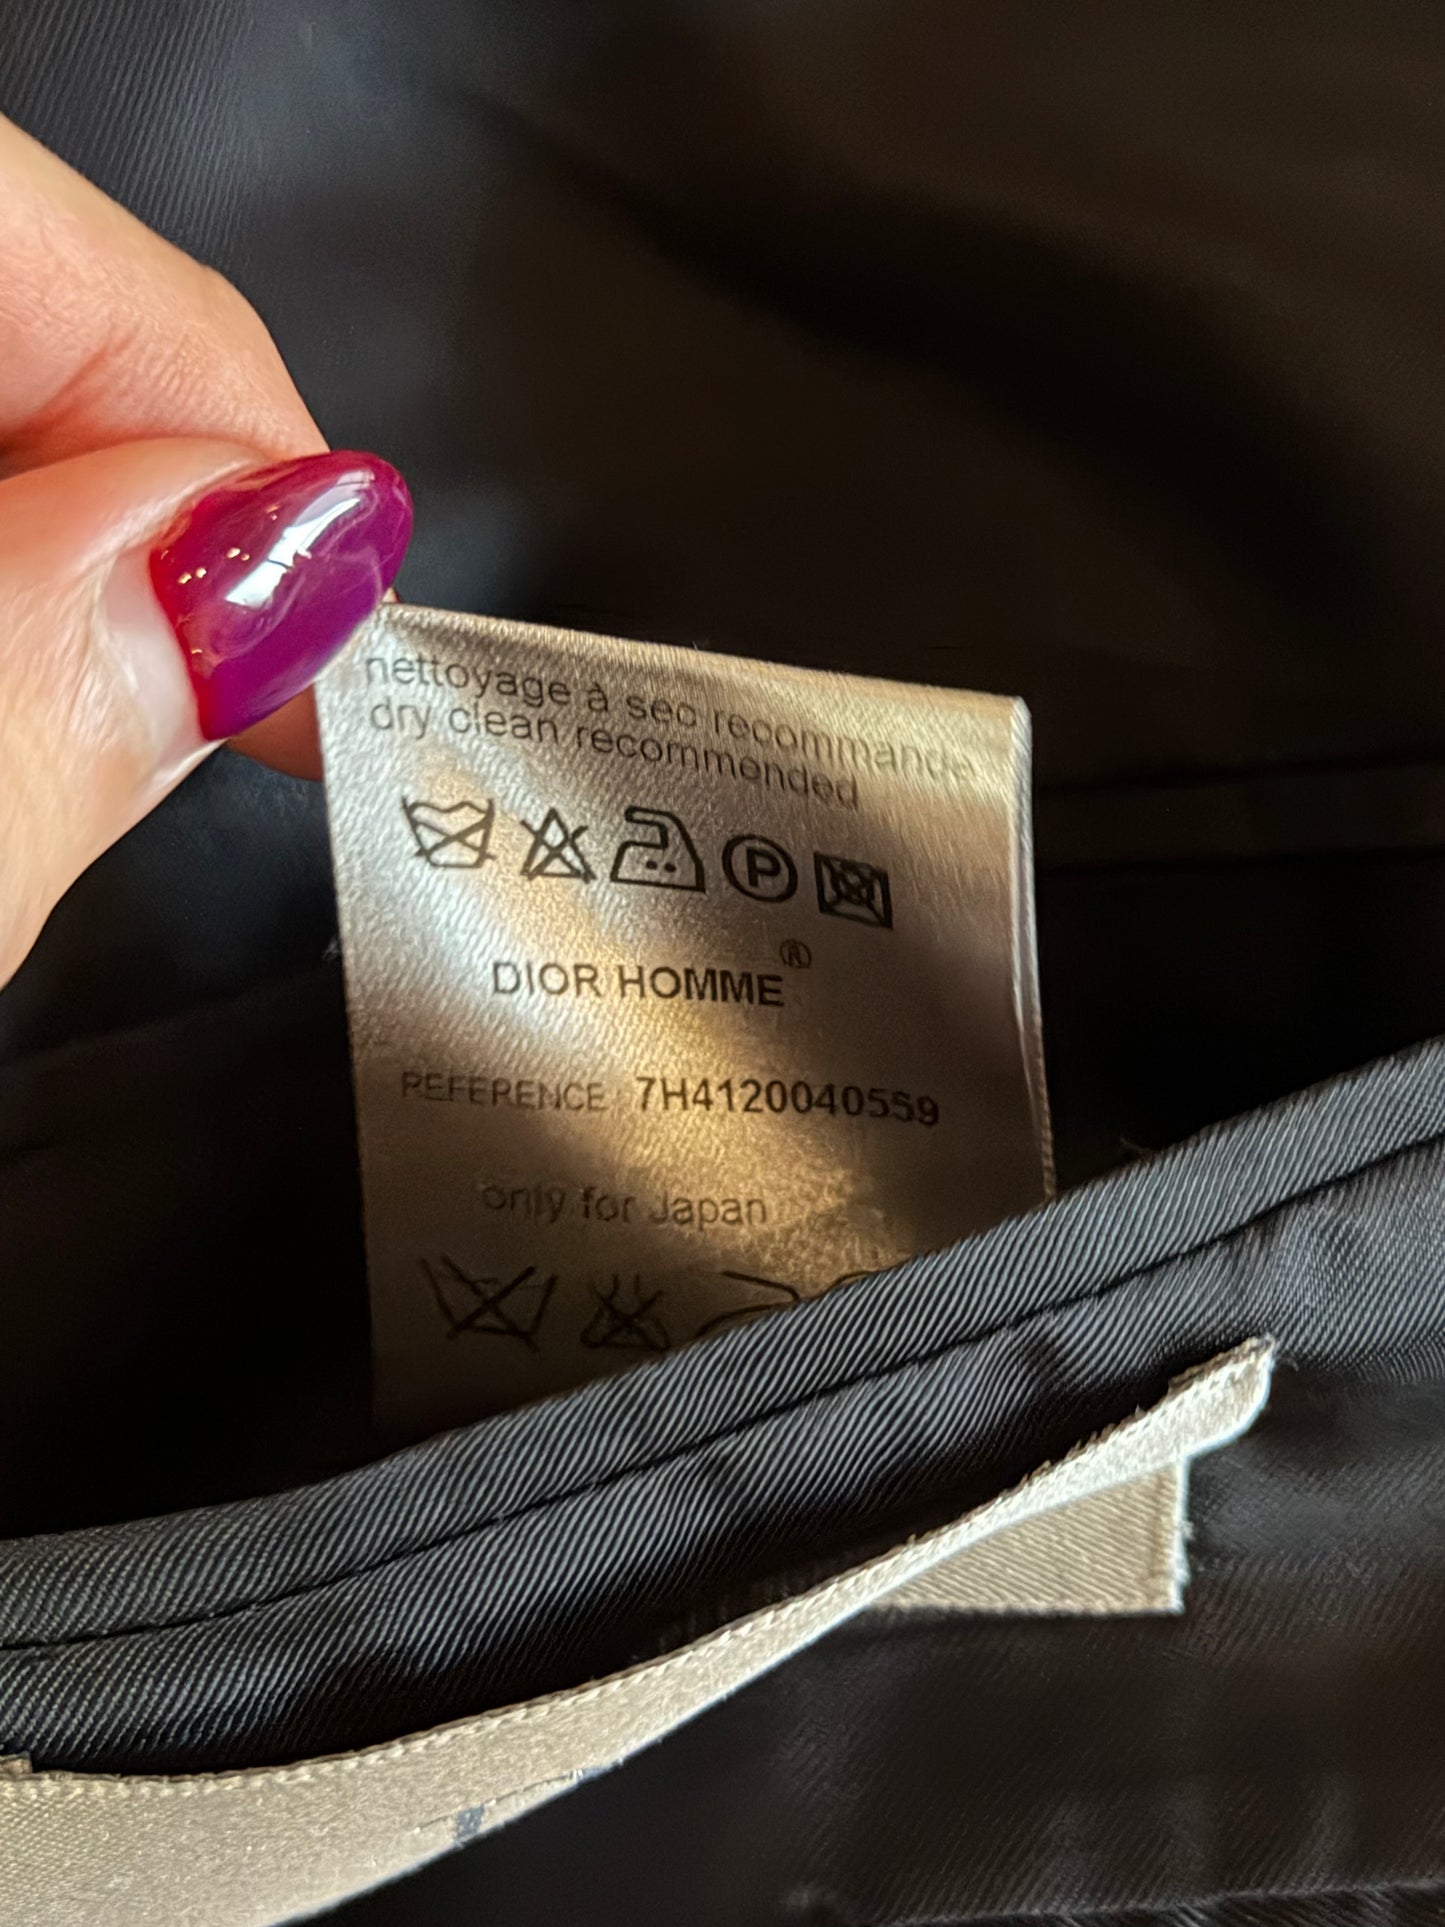 nettoyage à sec recommandé
dry clean recommended
P
DIOR HOMME®
REFERENCE 7H4120040559
only for Japan